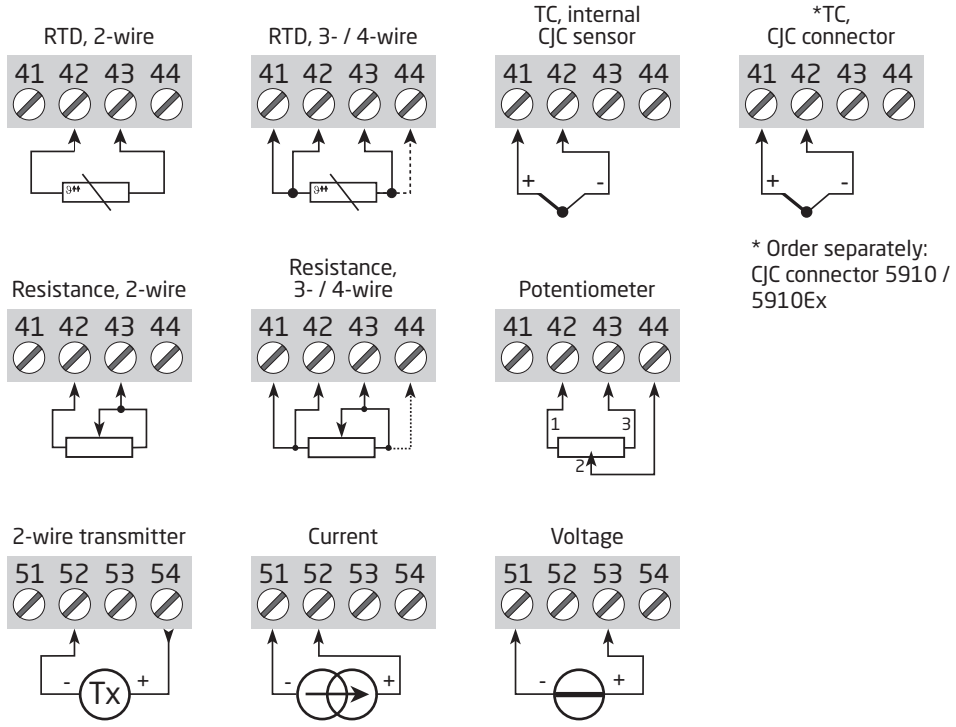 RTD, 2-wire
41 42 43 44
RTD, 3- / 4-wire
41 42 43 44
TC, internal
CJC sensor
41 42 43 44
+ -
*TC,
CJC connector
41 42 43 44
+ -
* Order separately:
CJC connector 5910 /
5910Ex
Resistance, 2-wire
41 42 43 44
Resistance,
3- / 4-wire
41 42 43 44
Potentiometer
41 42 43 44
1 3
2
2-wire transmitter
51 52 53 54
- Tx +
Current
51 52 53 54
- +
Voltage
51 52 53 54
- +